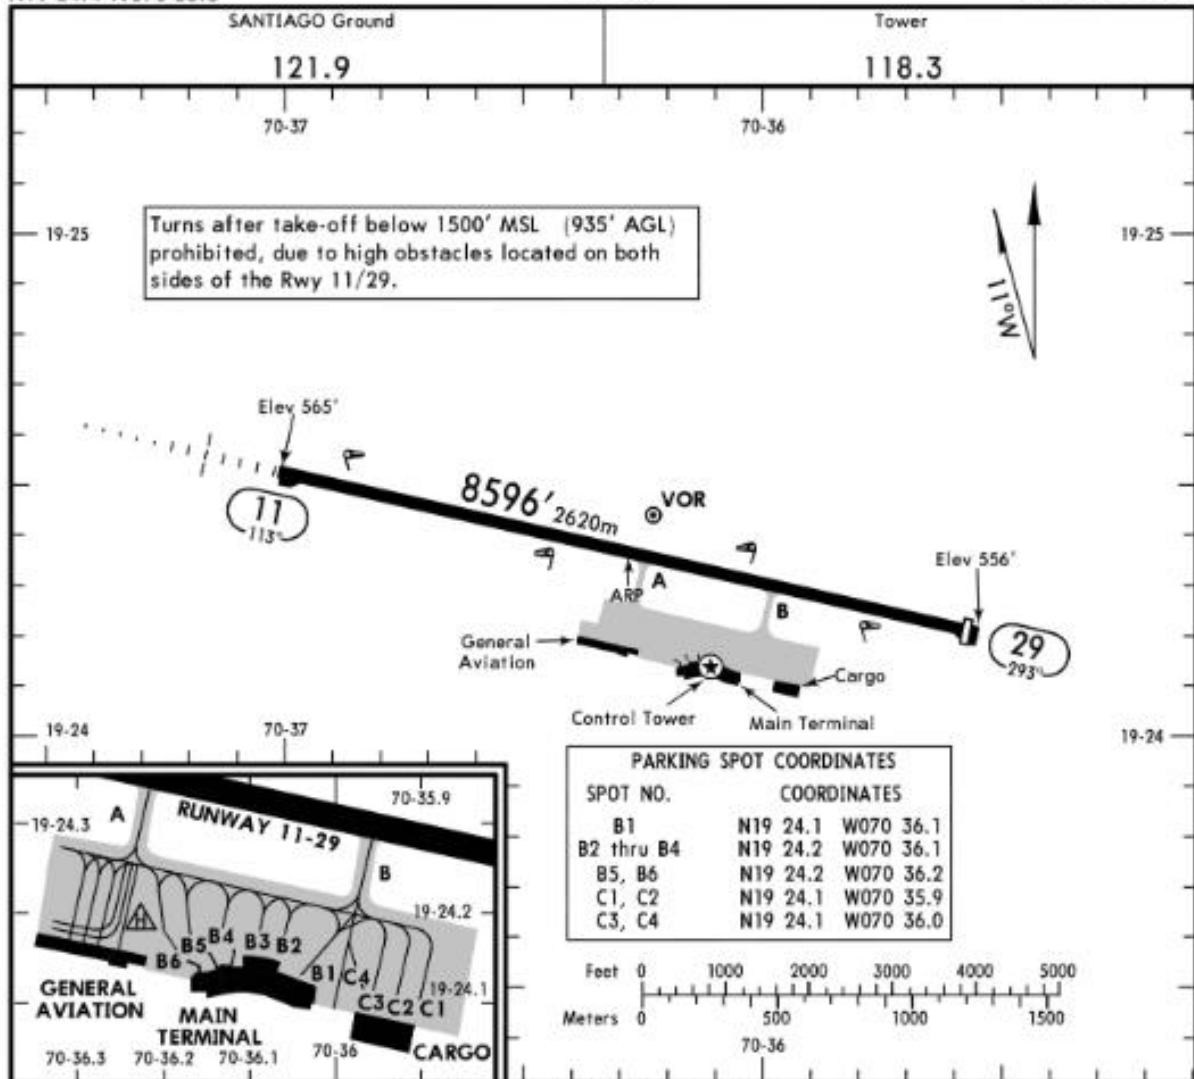 SANTIAGO Ground
Tower
121.9
118.3
70-37
70-36
Turns after take-off below 1500' MSL (935' AGL)
prohibited, due to high obstacles located on both
sides of the Rwy 11/29.
19-25
19-25
11°W
Elev 565'
8596' 2620m
VOR
11
113°
Elev 556'
A
ARP
B
29
293°
General
Aviation
Cargo
Control Tower
Main Terminal
19-24
70-37
19-24
PARKING SPOT COORDINATES
SPOT NO. COORDINATES
B1 N19 24.1 W070 36.1
B2 thru B4 N19 24.2 W070 36.1
B5, B6 N19 24.2 W070 36.2
C1, C2 N19 24.1 W070 35.9
C3, C4 N19 24.1 W070 36.0
Feet 0 1000 2000 3000 4000 5000
Meters 0 500 1000 1500
70-36
70-35.9
19-24.3
A
RUNWAY 11-29
B
19-24.2
H
B6 B5 B4 B3 B2 B1 C4
C3 C2 C1
19-24.1
GENERAL
AVIATION
MAIN
TERMINAL
CARGO
70-36.3 70-36.2 70-36.1 70-36